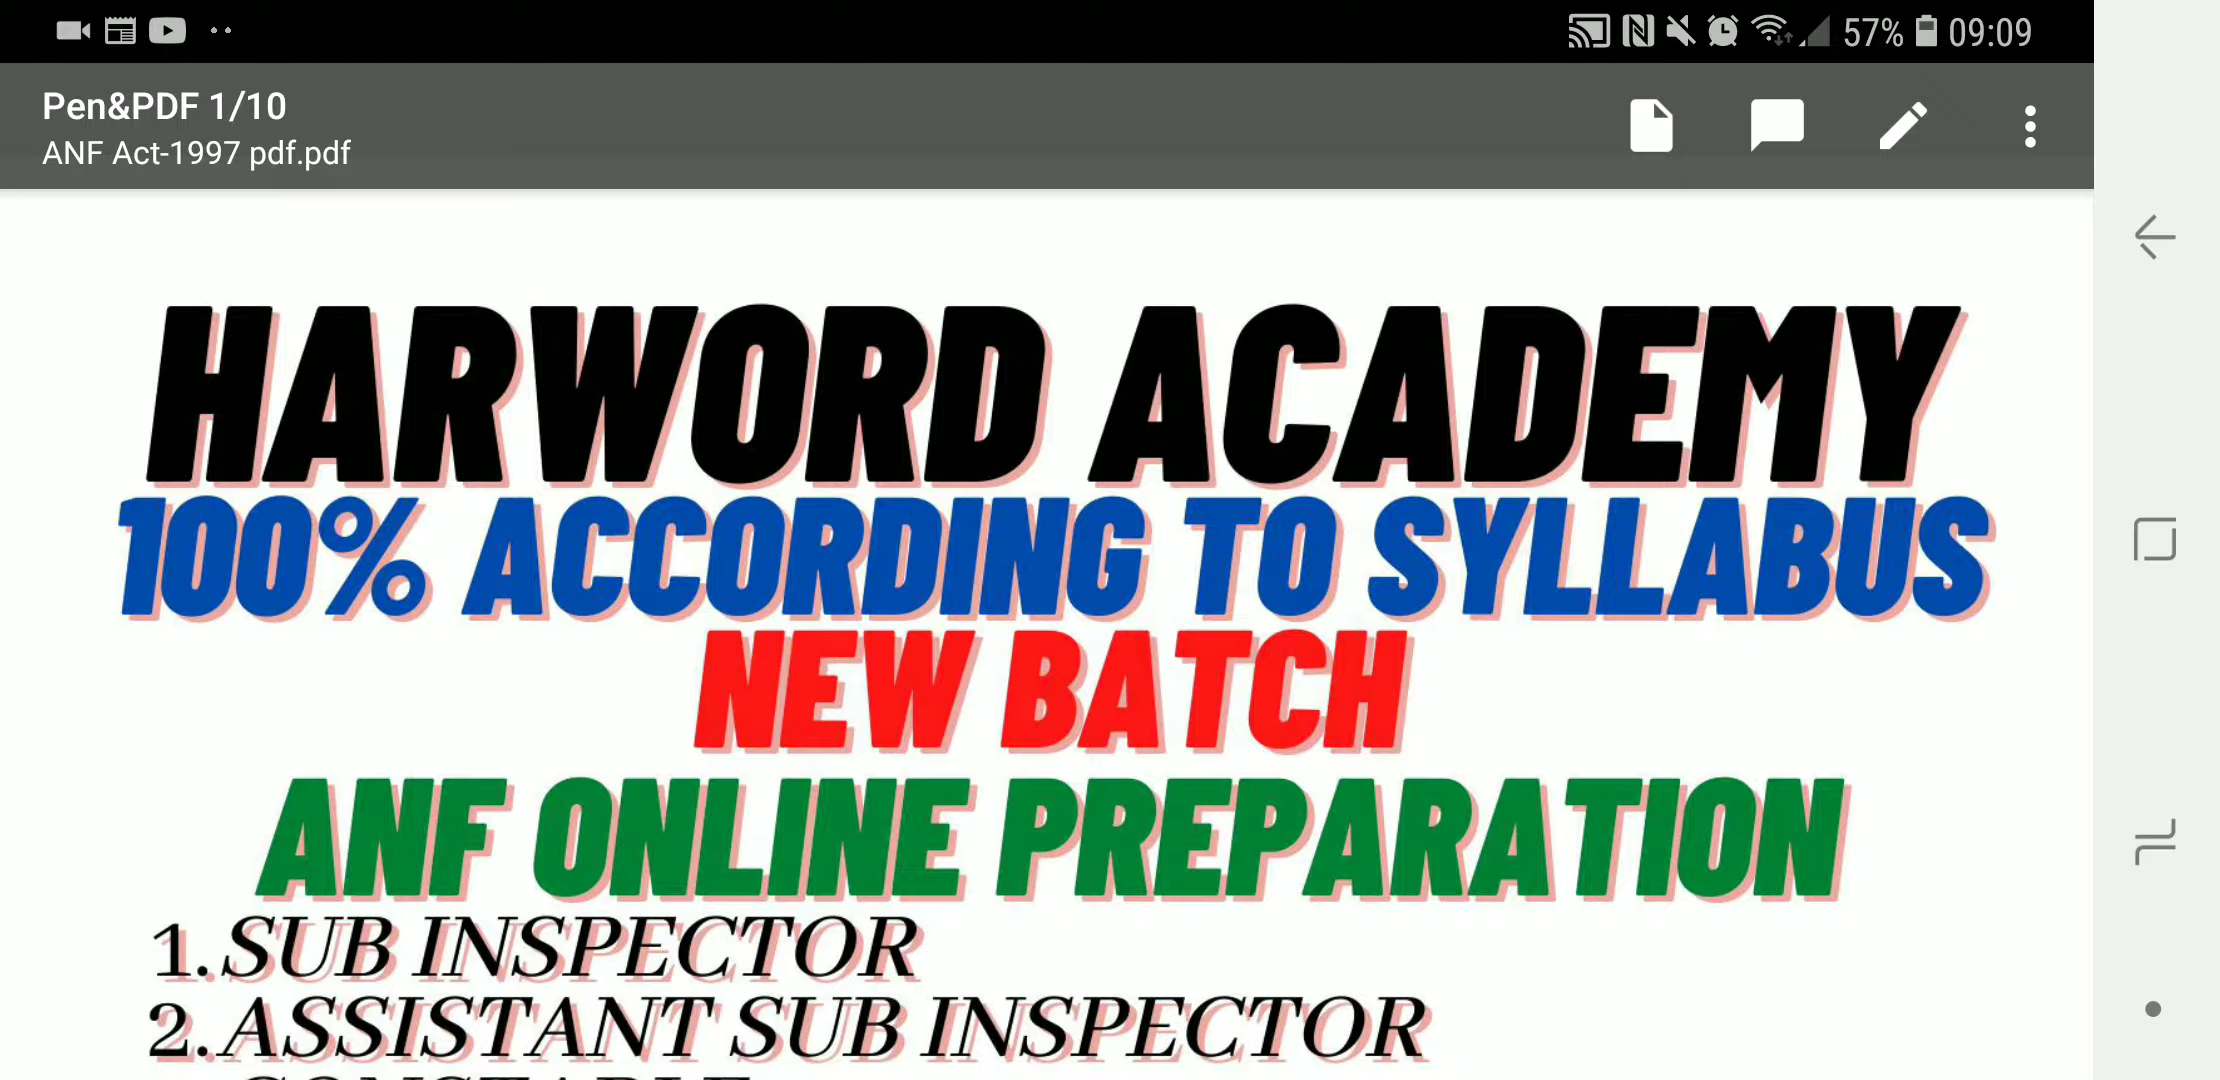 57% 09:09
Pen&PDF 1/10
ANF Act-1997 pdf.pdf
HARWORD ACADEMY
100% ACCORDING TO SYLLABUS
NEW BATCH
ANF ONLINE PREPARATION
1. SUB INSPECTOR
2. ASSISTANT SUB INSPECTOR